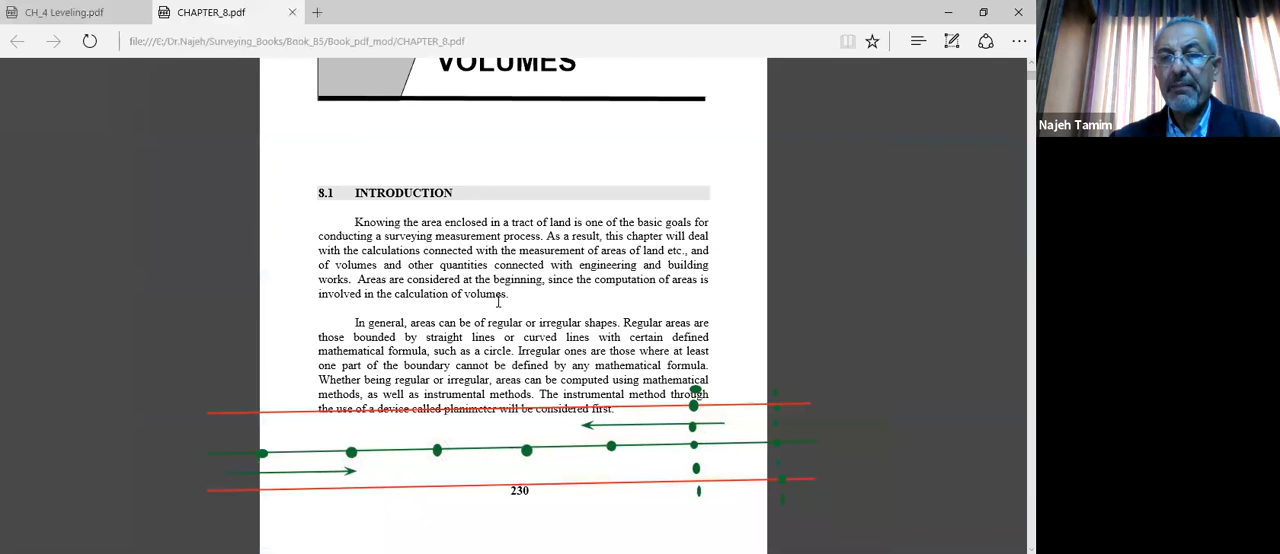 CH_4 Leveling.pdf
CHAPTER_8.pdf
file:///E:/Dr.Najeh/Surveying_Books/Book_B5/Book_pdf_mod/CHAPTER_8.pdf
VOLUMES
8.1 INTRODUCTION
Knowing the area enclosed in a tract of land is one of the basic goals for
conducting a surveying measurement process. As a result, this chapter will deal
with the calculations connected with the measurement of areas of land etc., and
of volumes and other quantities connected with engineering and building
works. Areas are considered at the beginning, since the computation of areas is
involved in the calculation of volumes.
In general, areas can be of regular or irregular shapes. Regular areas are
those bounded by straight lines or curved lines with certain defined
mathematical formula, such as a circle. Irregular ones are those where at least
one part of the boundary cannot be defined by any mathematical formula.
Whether being regular or irregular, areas can be computed using mathematical
methods, as well as instrumental methods. The instrumental method through
the use of a device called planimeter will be considered first.
230
Najeh Tamim